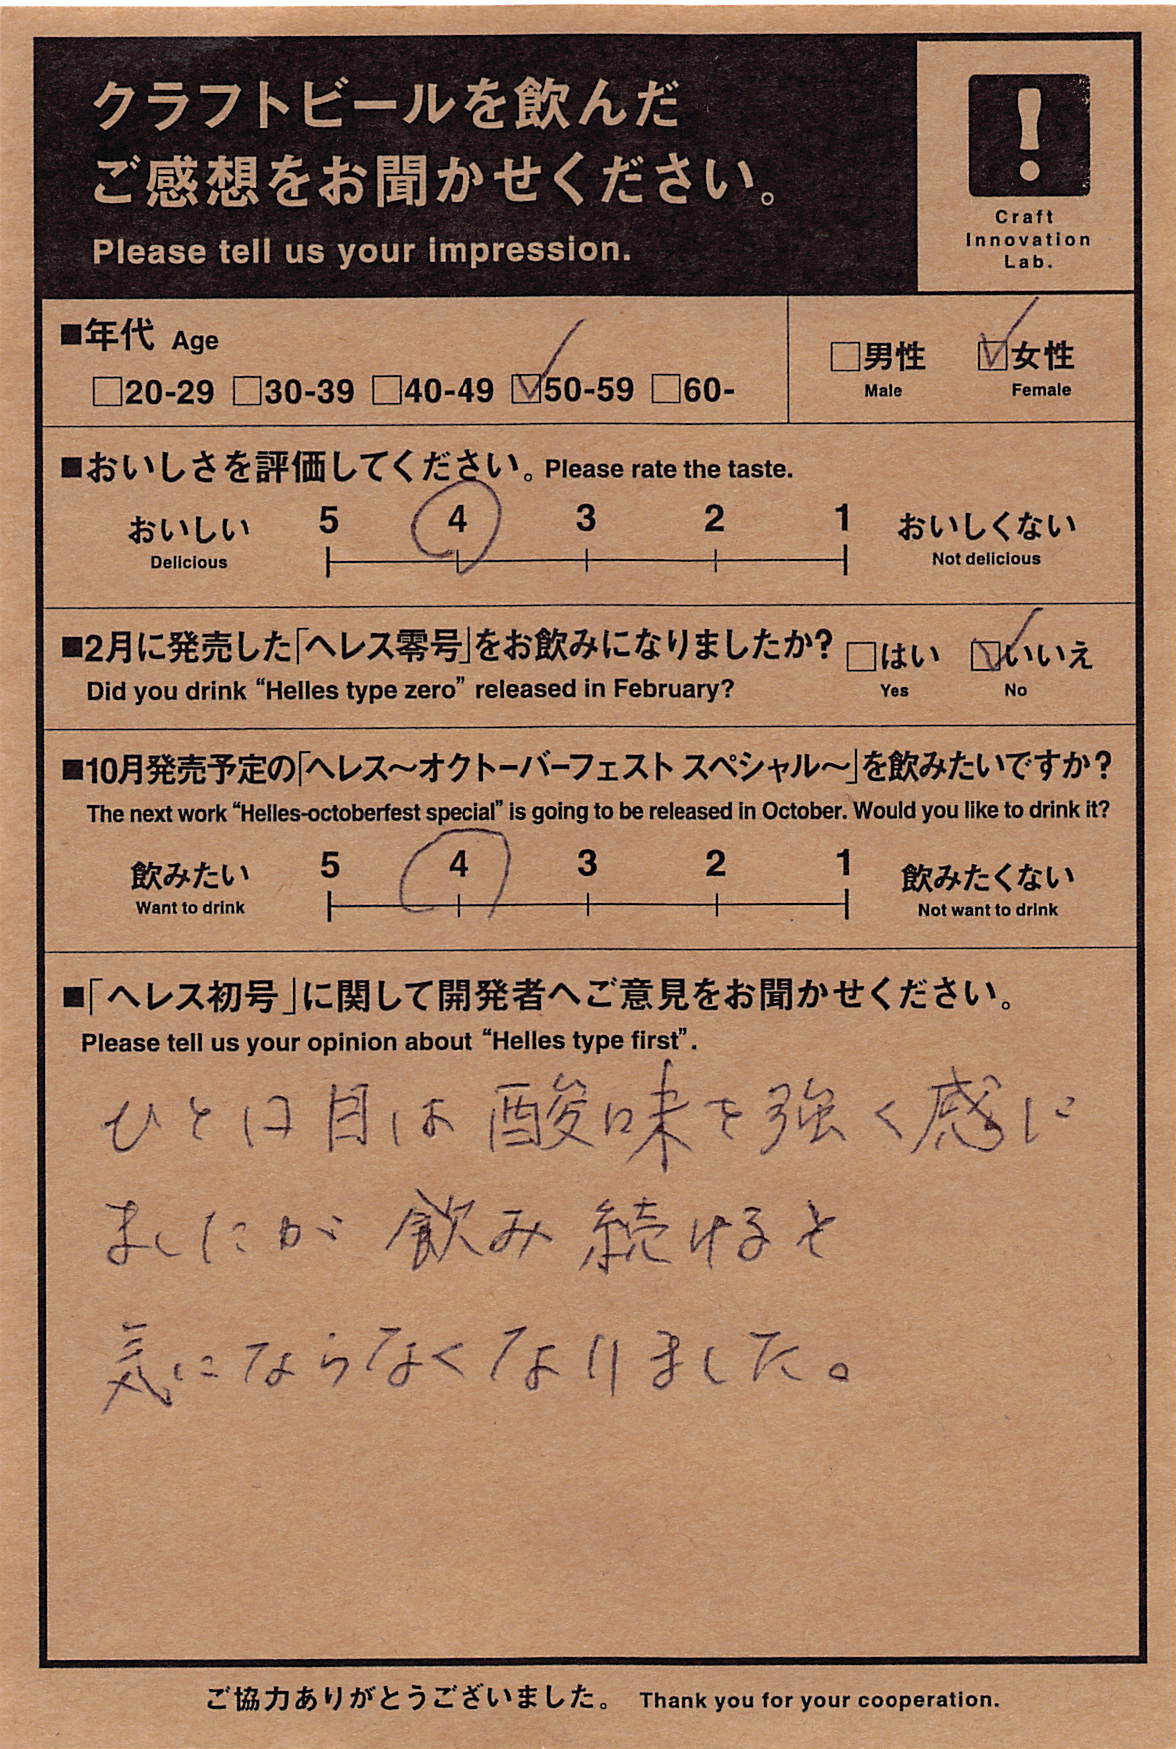 クラフトビールを飲んだ
ご感想をお聞かせください。
Please tell us your impression.
!
Craft
Innovation
Lab.
■年代 Age
□20-29 □30-39 □40-49 ☑50-59 □60-
□男性 ☑女性
Male Female
■おいしさを評価してください。Please rate the taste.
おいしい 5 4 3 2 1 おいしくない
Delicious Not delicious
■2月に発売した「ヘレス零号」をお飲みになりましたか? □はい ☑いいえ
Did you drink “Helles type zero” released in February? Yes No
■10月発売予定の「ヘレス～オクトーバーフェスト スペシャル～」を飲みたいですか?
The next work “Helles-octoberfest special” is going to be released in October. Would you like to drink it?
飲みたい 5 4 3 2 1 飲みたくない
Want to drink Not want to drink
■「ヘレス初号」に関して開発者へご意見をお聞かせください。
Please tell us your opinion about “Helles type first”.
ひと口目は酸味を強く感じ
ましたが飲み続けると
気にならなくなりました。
ご協力ありがとうございました。 Thank you for your cooperation.